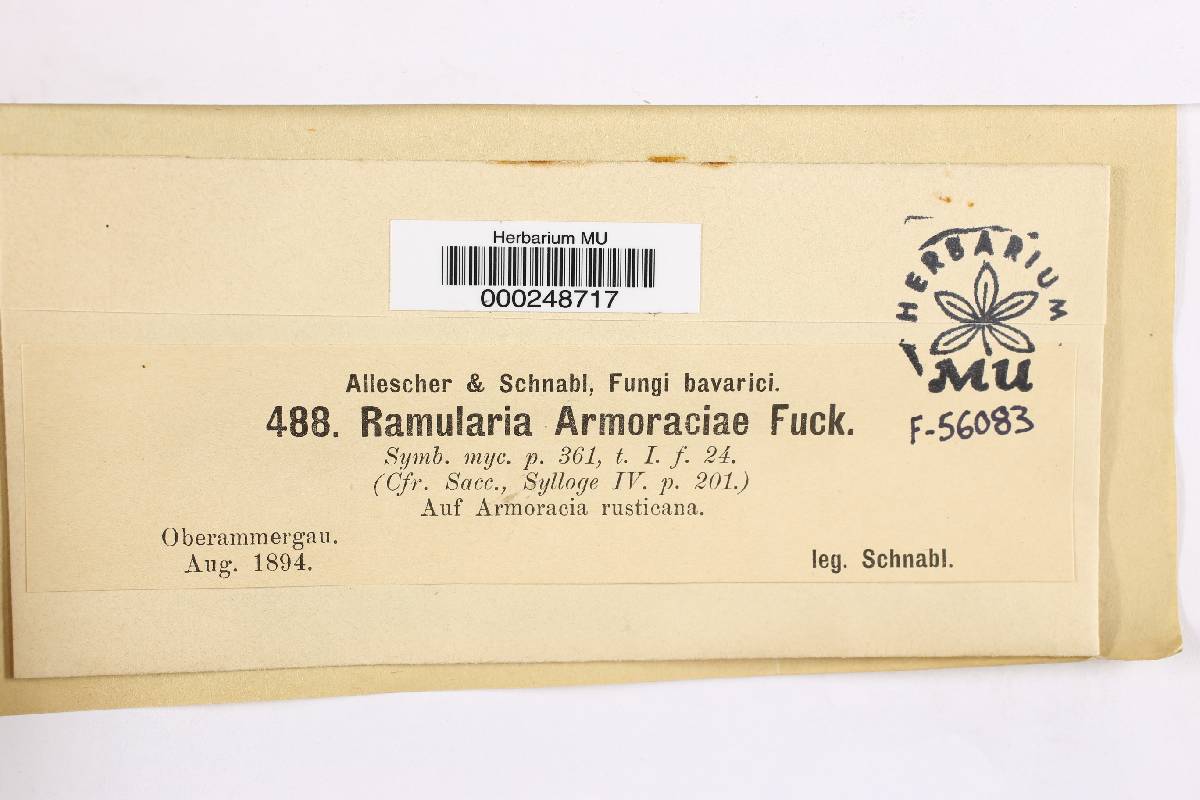 Herbarium MU
000248717
HERBARIUM
MU
F-56083
Allescher & Schnabl, Fungi bavarici.
488. Ramularia Armoraciae Fuck.
Symb. myc. p. 361, t. I. f. 24.
(Cfr. Sacc., Sylloge IV. p. 201.)
Auf Armoracia rusticana.
Oberammergau.
Aug. 1894.
leg. Schnabl.